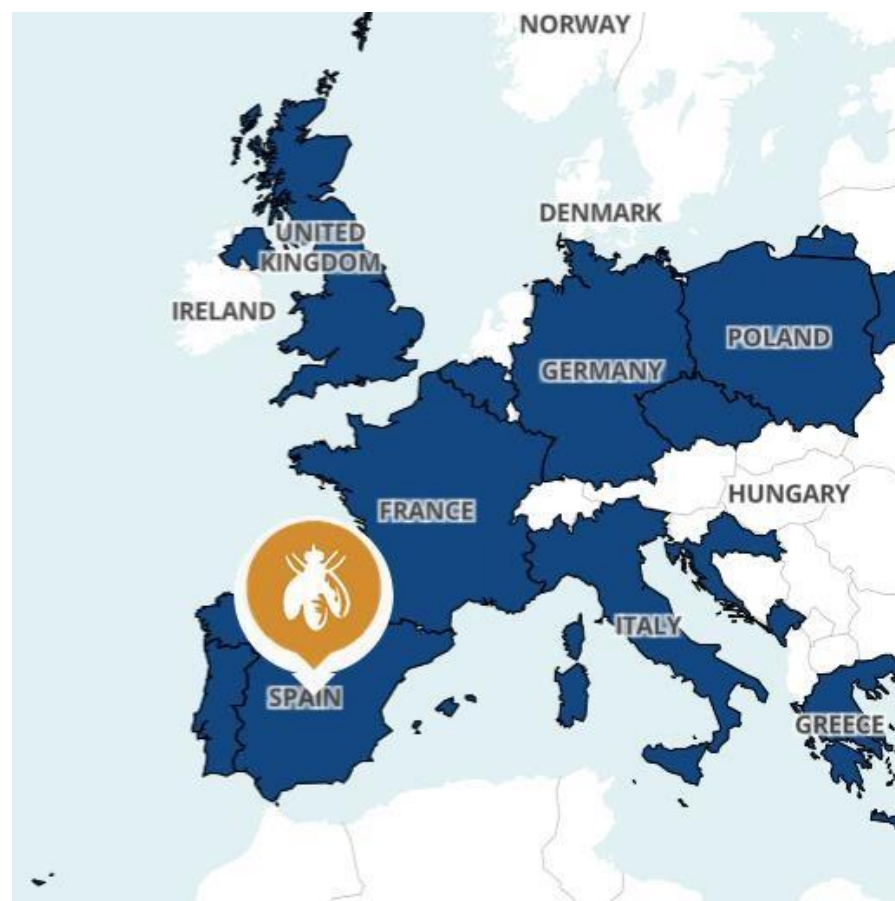 NORWAY
DENMARK
UNITED
KINGDOM
IRELAND
POLAND
GERMANY
HUNGARY
FRANCE
ITALY
SPAIN
GREECE